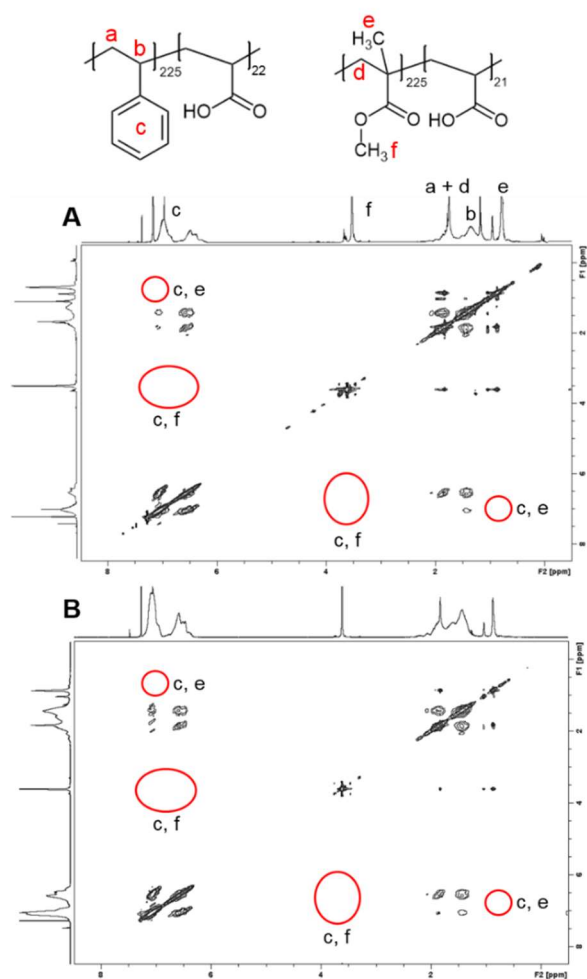 a
b
225
22
c
HO
O
e
H₃C
d
225
21
O
O
HO
O
CH₃
f
A
c
f
a + d
b
e
F1 [ppm]
c, e
2
c, f
4
6
c, f
c, e
8
8
6
4
2
F2 [ppm]
B
F1 [ppm]
c, e
2
c, f
4
6
c, f
c, e
8
8
6
4
2
F2 [ppm]